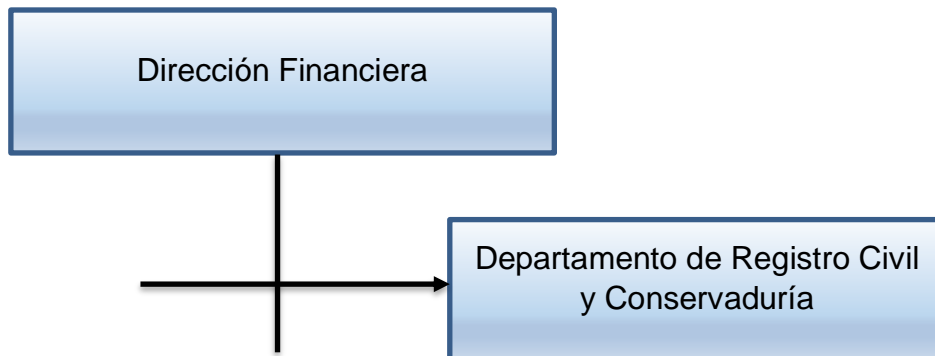 Dirección Financiera
Departamento de Registro Civil
y Conservaduría